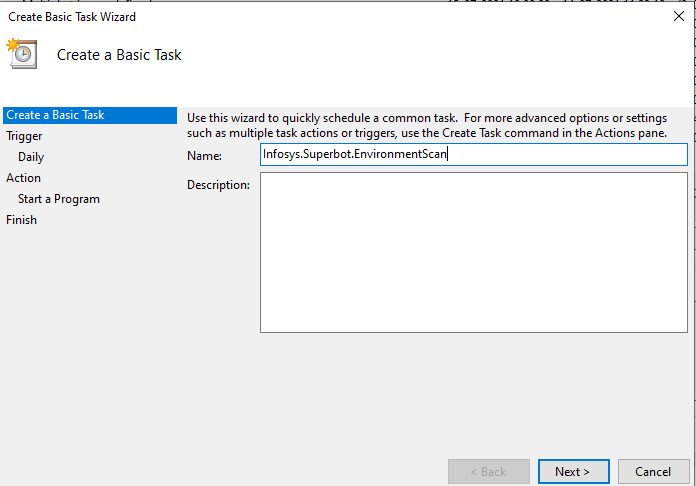 Create Basic Task Wizard
Create a Basic Task
Create a Basic Task
Use this wizard to quickly schedule a common task.  For more advanced options or settings
such as multiple task actions or triggers, use the Create Task command in the Actions pane.
Trigger
Daily
Action
Start a Program
Finish
Name:
Infosys.Superbot.EnvironmentScan
Description:
< Back
Next >
Cancel